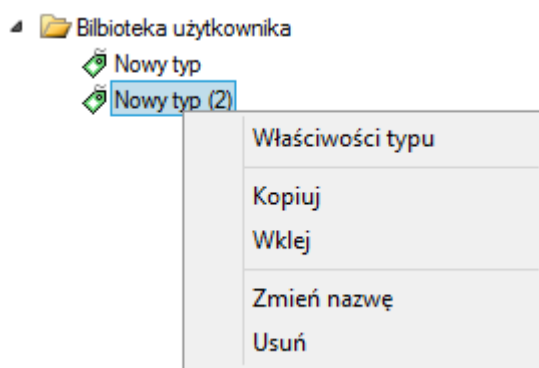 Bilbioteka użytkownika
Nowy typ
Nowy typ (2)
Właściwości typu
Kopiuj
Wklej
Zmień nazwę
Usuń